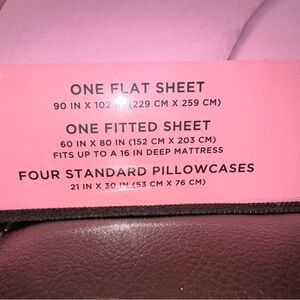 ONE FLAT SHEET
90 IN X 102 IN (229 CM X 259 CM)
ONE FITTED SHEET
60 IN X 80 IN (152 CM X 203 CM)
FITS UP TO A 16 IN DEEP MATTRESS
FOUR STANDARD PILLOWCASES
21 IN X 30 IN (53 CM X 76 CM)